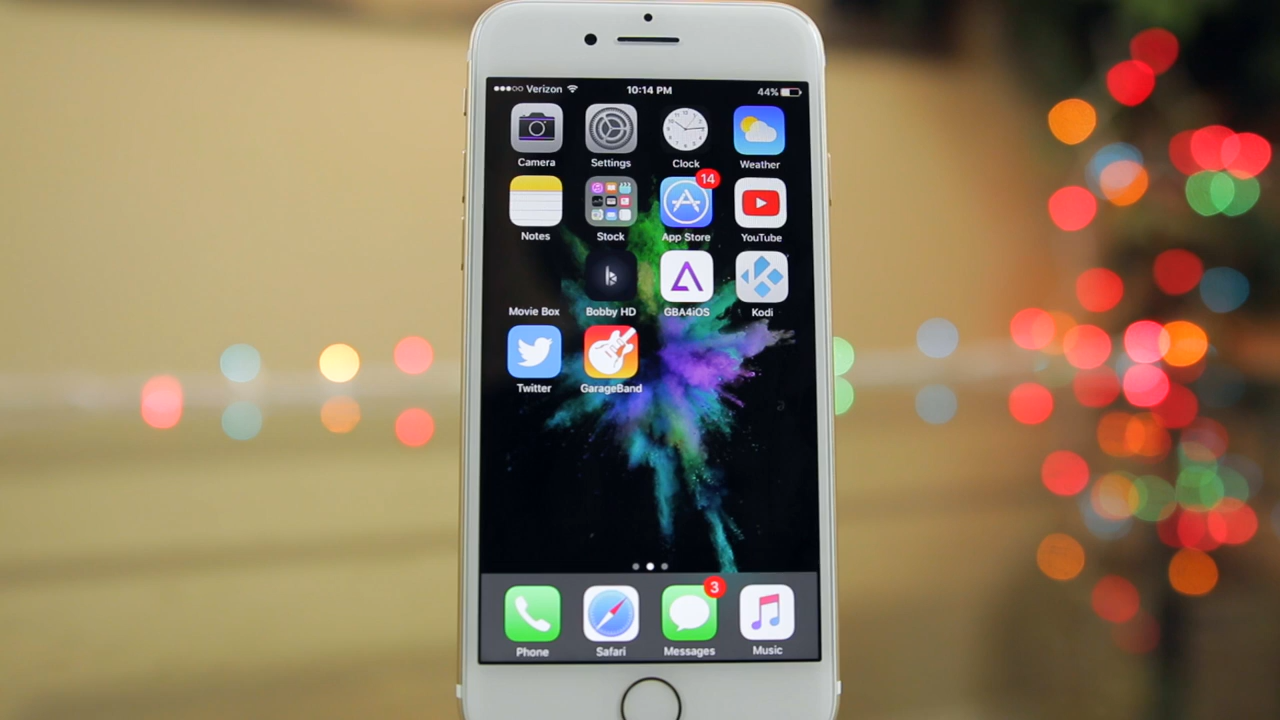 Verizon 10:14 PM 44%
Camera Settings Clock Weather
14
Notes Stock App Store YouTube
Movie Box Bobby HD GBA4iOS Kodi
Twitter GarageBand
3
Phone Safari Messages Music